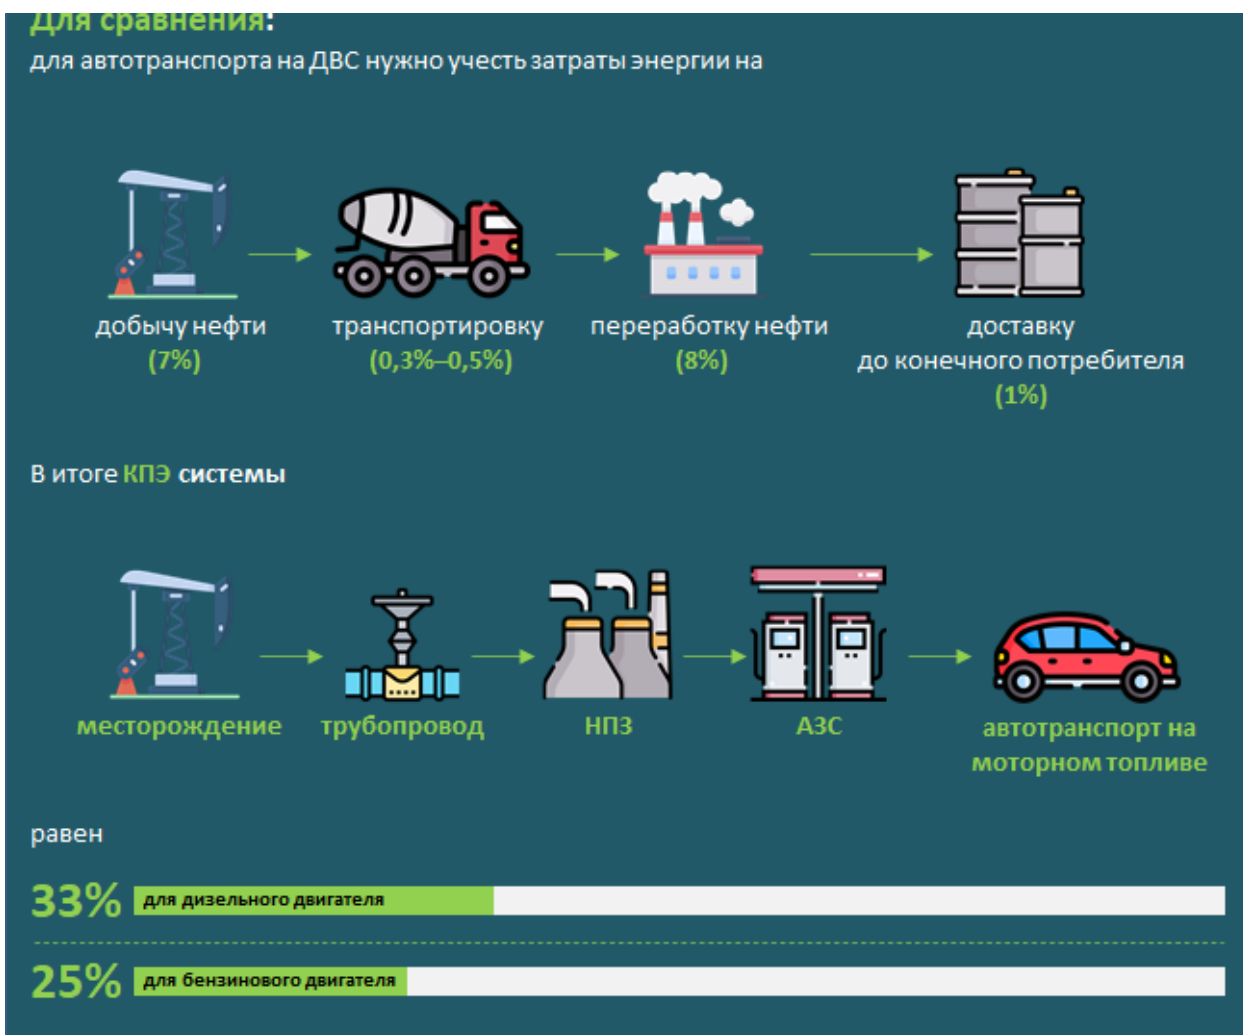 Для сравнения:
для автотранспорта на ДВС нужно учесть затраты энергии на
добычу нефти
(7%)
транспортировку
(0,3%–0,5%)
переработку нефти
(8%)
доставку
до конечного потребителя
(1%)
В итоге КПЭ системы
месторождение
трубопровод
НПЗ
АЗС
автотранспорт на
моторном топливе
равен
33% для дизельного двигателя
25% для бензинового двигателя